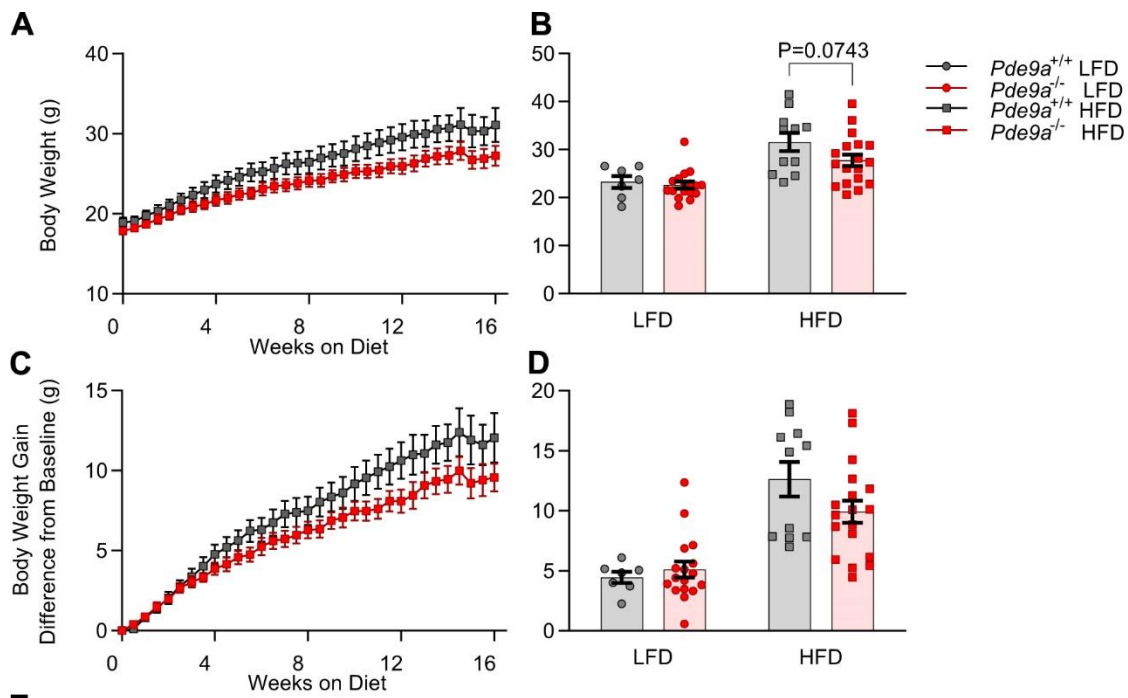 A
Body Weight (g)
40
30
20
10
0
4
8
12
16
Weeks on Diet
B
50
40
30
20
10
0
P=0.0743
LFD
HFD
Pde9a+/+ LFD
Pde9a-/- LFD
Pde9a+/+ HFD
Pde9a-/- HFD
C
Body Weight Gain
Difference from Baseline (g)
15
10
5
0
0
4
8
12
16
Weeks on Diet
D
20
15
10
5
0
LFD
HFD